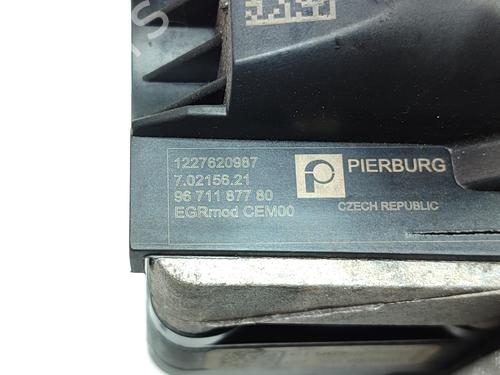 1227620987
7.02156.21
96 711 877 80
EGRmod CEM00
PIERBURG
CZECH REPUBLIC